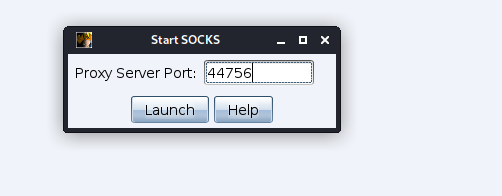 Start SOCKS
Proxy Server Port: 44756
Launch Help